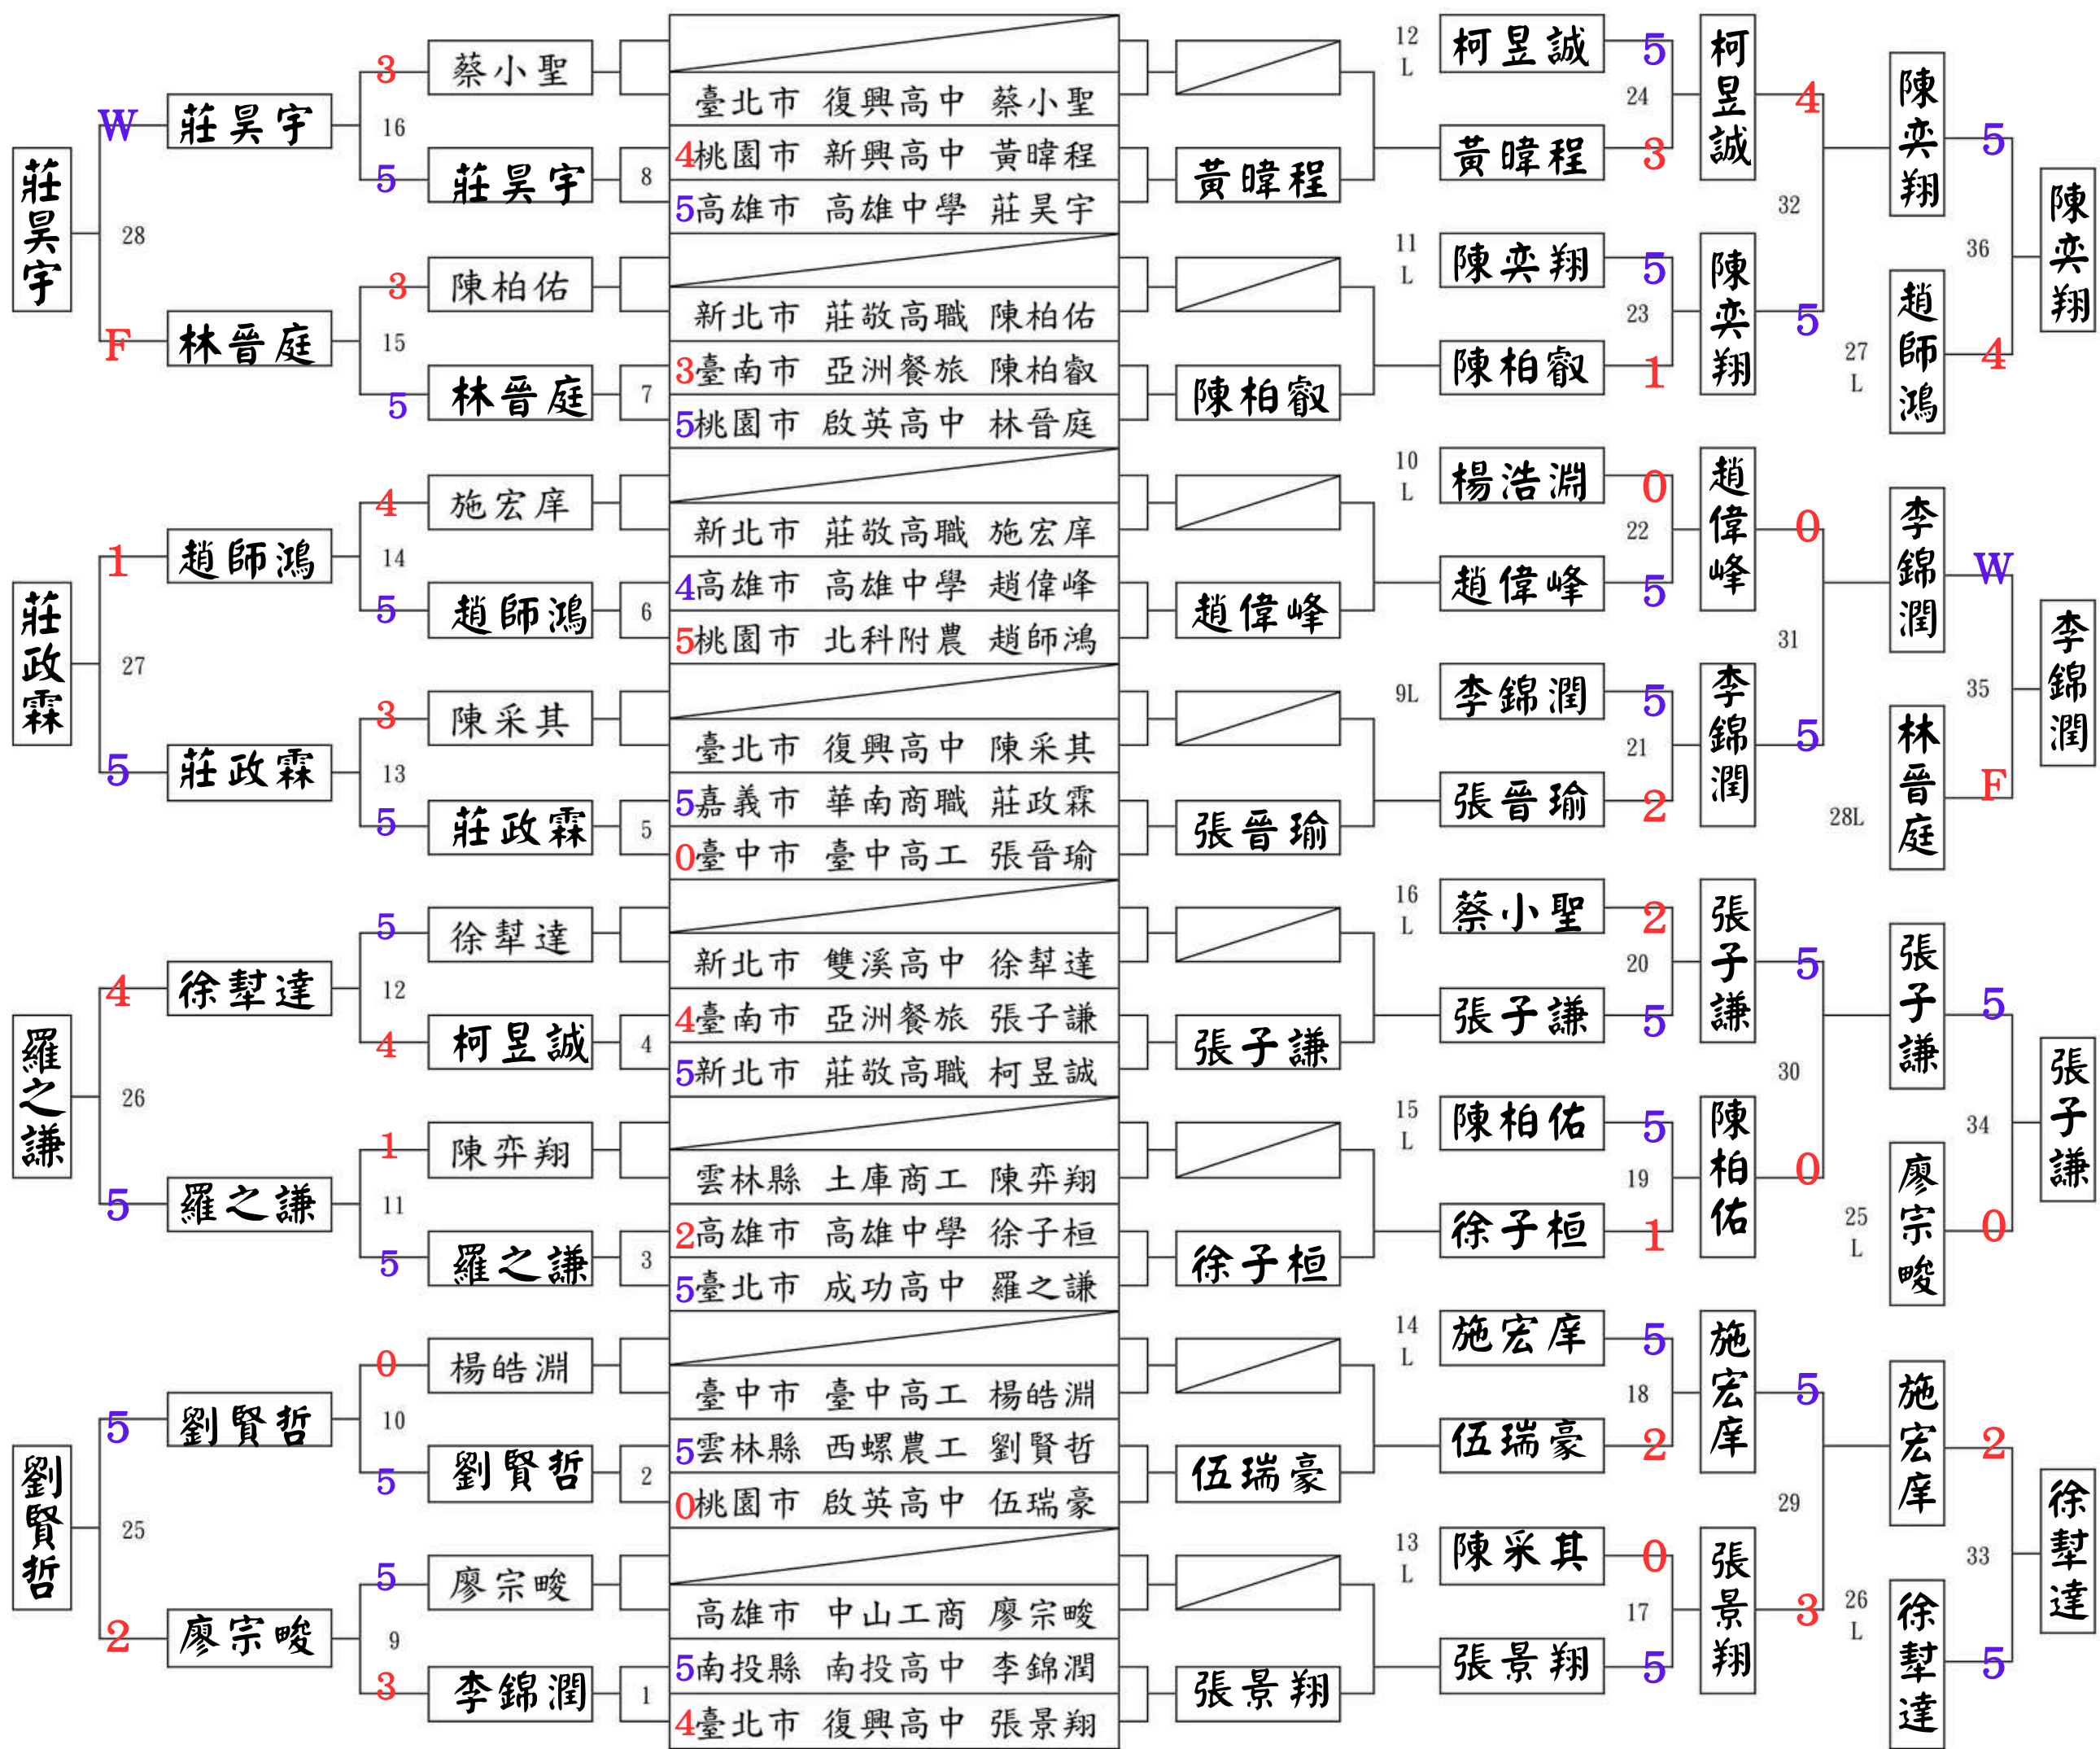 莊昊宇
莊政霖
羅之謙
劉賢哲
W
28
F
1
27
5
4
26
5
5
25
2
莊昊宇
林晉庭
趙師鴻
莊政霖
徐犎達
羅之謙
劉賢哲
廖宗畯
3
16
5
3
15
5
4
14
5
3
13
5
5
12
4
1
11
5
0
10
5
5
9
3
蔡小聖
莊昊宇
陳柏佑
林晉庭
施宏庠
趙師鴻
陳采其
莊政霖
徐犎達
柯昱誠
陳弈翔
羅之謙
楊皓淵
劉賢哲
廖宗畯
李錦潤
8
7
6
5
4
3
2
1
臺北市 復興高中 蔡小聖
4桃園市 新興高中 黃暐程
5高雄市 高雄中學 莊昊宇
新北市 莊敬高職 陳柏佑
3臺南市 亞洲餐旅 陳柏叡
5桃園市 啟英高中 林晉庭
新北市 莊敬高職 施宏庠
4高雄市 高雄中學 趙偉峰
5桃園市 北科附農 趙師鴻
臺北市 復興高中 陳采其
5嘉義市 華南商職 莊政霖
0臺中市 臺中高工 張晉瑜
新北市 雙溪高中 徐犎達
4臺南市 亞洲餐旅 張子謙
5新北市 莊敬高職 柯昱誠
雲林縣 土庫商工 陳弈翔
2高雄市 高雄中學 徐子桓
5臺北市 成功高中 羅之謙
臺中市 臺中高工 楊皓淵
5雲林縣 西螺農工 劉賢哲
0桃園市 啟英高中 伍瑞豪
高雄市 中山工商 廖宗畯
5南投縣 南投高中 李錦潤
4臺北市 復興高中 張景翔
黃暐程
陳柏叡
趙偉峰
張晉瑜
張子謙
徐子桓
伍瑞豪
張景翔
12
L
11
L
10
L
9L
16
L
15
L
14
L
13
L
柯昱誠
黃暐程
陳奕翔
陳柏叡
楊浩淵
趙偉峰
李錦潤
張晉瑜
蔡小聖
張子謙
陳柏佑
徐子桓
施宏庠
伍瑞豪
陳采其
張景翔
5
24
3
5
23
1
0
22
5
5
21
2
2
20
5
5
19
1
5
18
2
0
17
5
柯昱誠
陳奕翔
趙偉峰
李錦潤
張子謙
陳柏佑
施宏庠
張景翔
4
32
5
0
31
5
5
30
0
5
29
3
27
L
28L
25
L
26
L
陳奕翔
趙師鴻
李錦潤
林晉庭
張子謙
廖宗畯
施宏庠
徐犎達
5
36
4
W
35
F
5
34
0
2
33
5
陳奕翔
李錦潤
張子謙
徐犎達